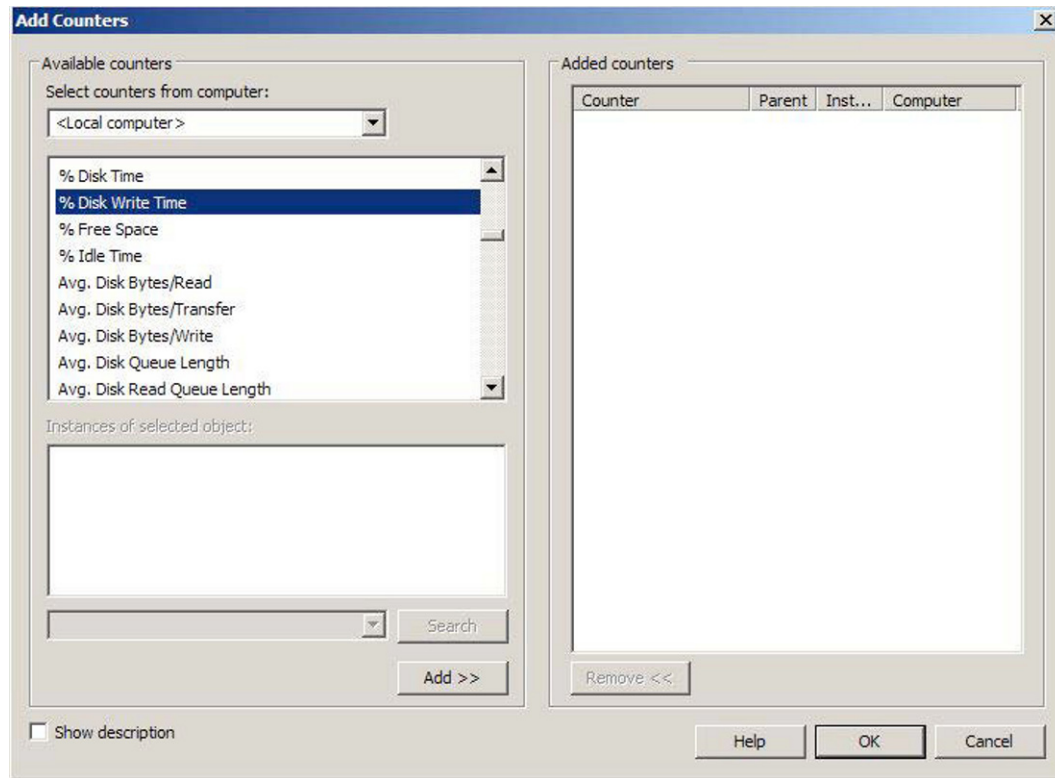 Add Counters
Available counters
Select counters from computer:
<Local computer>
% Disk Time
% Disk Write Time
% Free Space
% Idle Time
Avg. Disk Bytes/Read
Avg. Disk Bytes/Transfer
Avg. Disk Bytes/Write
Avg. Disk Queue Length
Avg. Disk Read Queue Length
Instances of selected object:
Search
Add >>
Show description
Added counters
Counter Parent Inst... Computer
Remove <<
Help OK Cancel